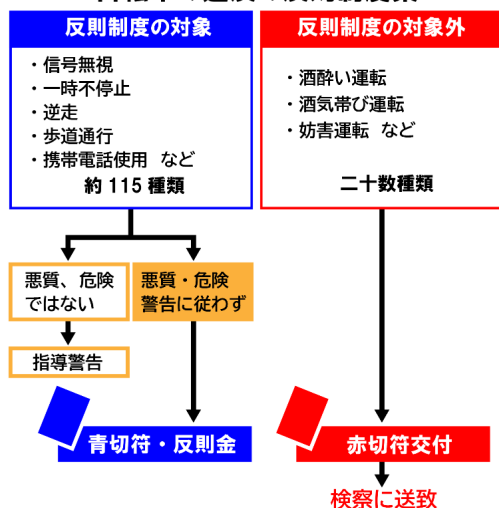 反則制度の対象
・信号無視
・一時不停止
・逆走
・歩道通行
・携帯電話使用 など
約115種類
反則制度の対象外
・酒酔い運転
・酒気帯び運転
・妨害運転 など
二十数種類
悪質、危険
ではない
悪質・危険
警告に従わず
指導警告
青切符・反則金
赤切符交付
検察に送致